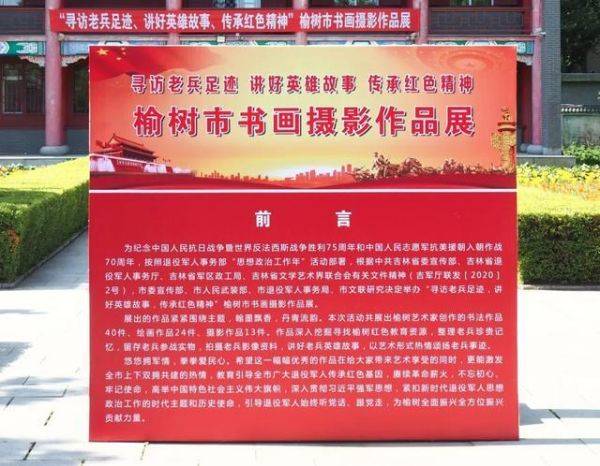 “寻访老兵足迹、讲好英雄故事、传承红色精神”榆树市书画摄影作品展
寻访老兵足迹 讲好英雄故事 传承红色精神
榆树市书画摄影作品展
前 言
为纪念中国人民抗日战争暨世界反法西斯战争胜利75周年和中国人民志愿军抗美援朝入朝作战
70周年，按照退役军人事务部“思想政治工作年”活动部署，根据中共吉林省委宣传部、吉林省退
役军人事务厅、吉林省军区政工局、吉林省文学艺术界联合会有关文件精神（吉军厅联发〔2020〕
2号），市委宣传部、市人民武装部、市退役军人事务局、市文联研究决定举办“寻访老兵足迹，讲
好英雄故事，传承红色精神”榆树市书画摄影作品展。
展出的作品紧紧围绕主题，翰墨飘香，丹青流韵。本次活动共展出榆树艺术家创作的书法作品
40件、绘画作品24件、摄影作品13件。作品深入挖掘寻找榆树红色教育资源，整理老兵珍贵记
忆，留存老兵参战实物，拍摄老兵影像资料，讲好老兵英雄故事，以艺术形式热情颂扬老兵事迹。
悠悠拥军情，拳拳爱民心。希望这一幅幅优秀的作品在给大家带来艺术享受的同时，更能激发
全市上下双拥共建的热情，教育引导全市广大退役军人传承红色基因，赓续革命薪火，不忘初心、
牢记使命，高举中国特色社会主义伟大旗帜，深入贯彻习近平强军思想，紧扣新时代退役军人思想
政治工作的时代主题和历史使命，引导退役军人始终听党话、跟党走，为榆树全面振兴全方位振兴
贡献力量。